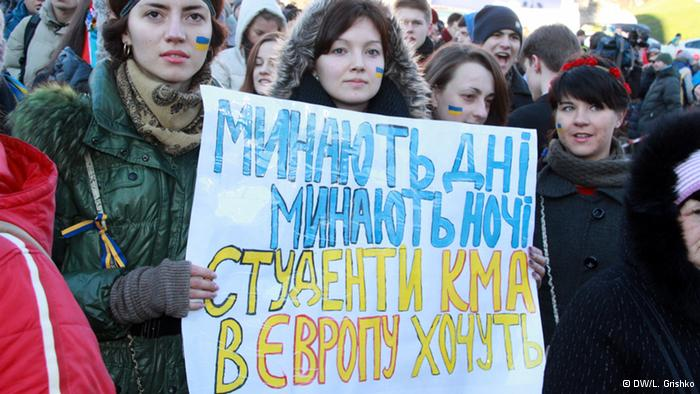 МИНАЮТЬ ДНІ
МИНАЮТЬ НОЧІ
СТУДЕНТИ КМА
В ЄВРОПУ ХОЧУТЬ
© DW/L. Grishko